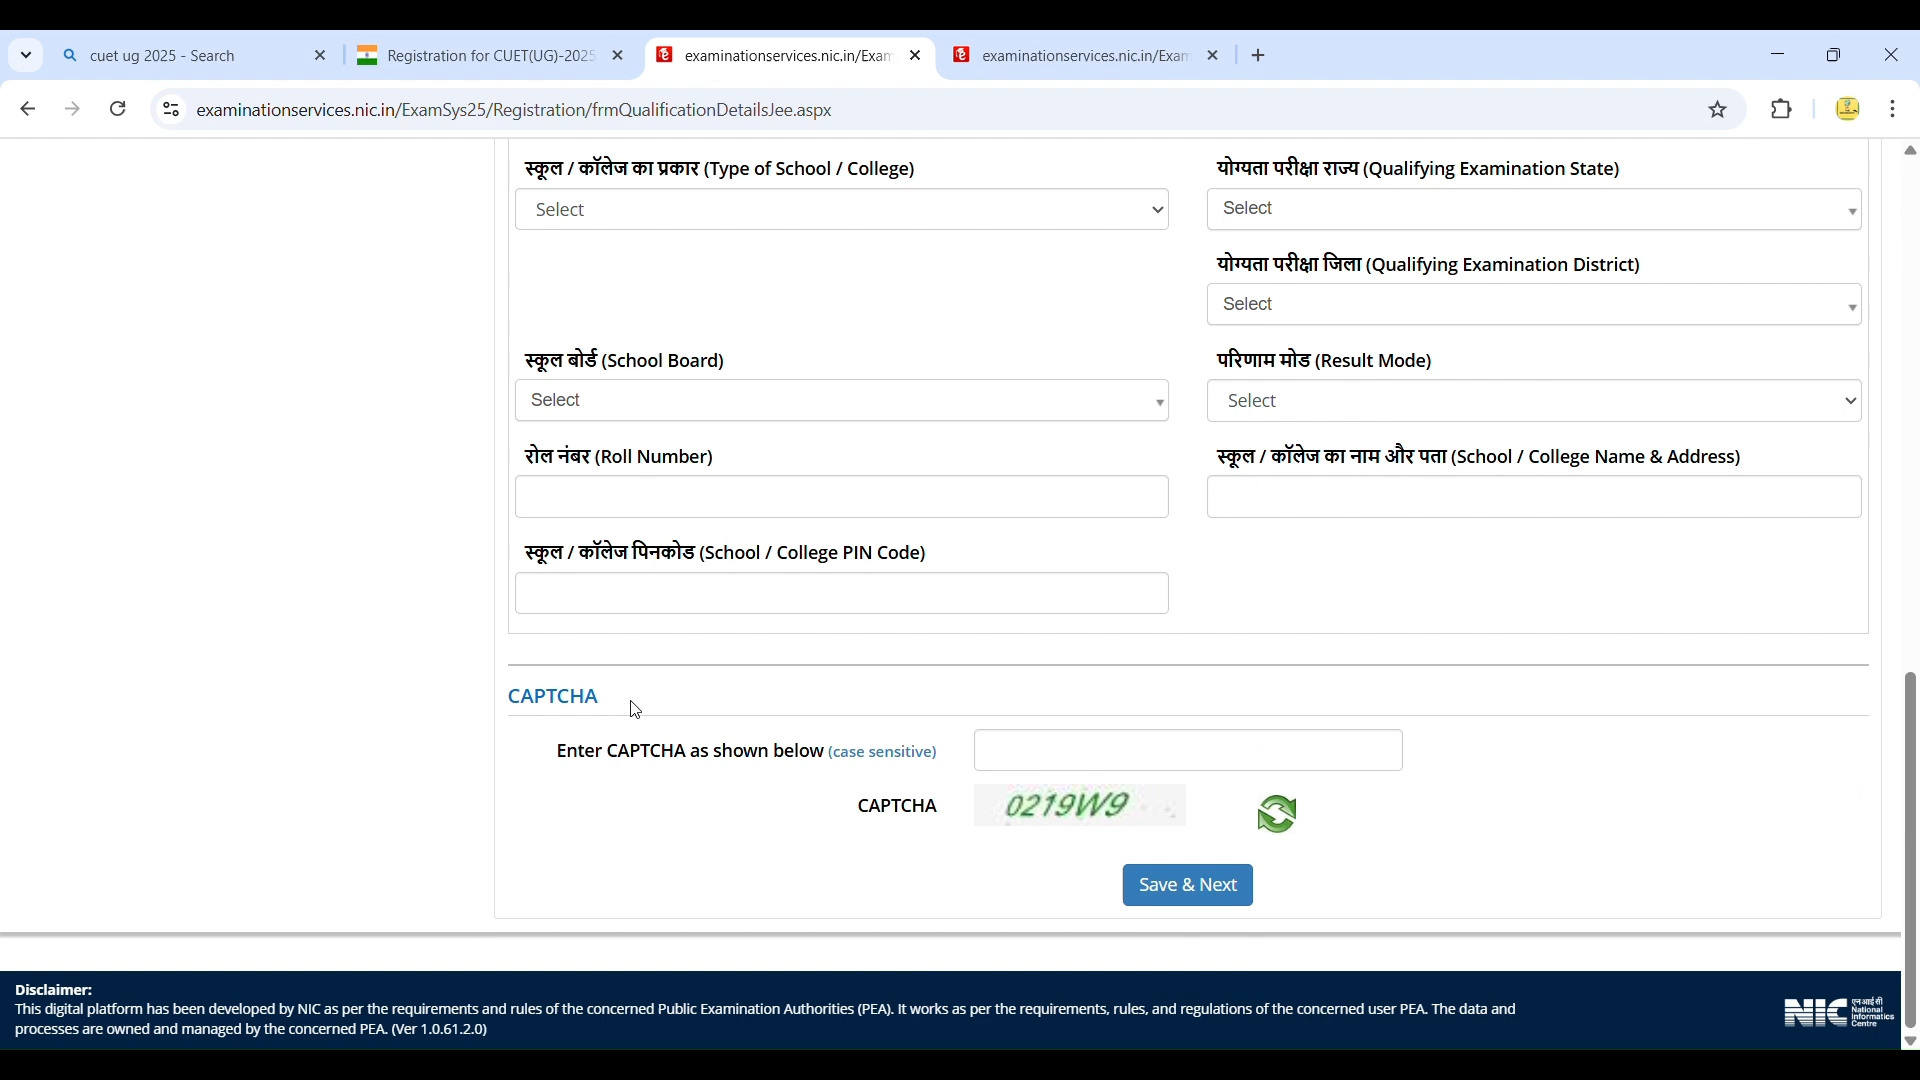 cuet ug 2025 - Search
Registration for CUET(UG)-2025
examinationservices.nic.in/Exam
examinationservices.nic.in/Exam
examinationservices.nic.in/ExamSys25/Registration/frmQualificationDetailsJee.aspx
स्कूल / कॉलेज का प्रकार (Type of School / College)
योग्यता परीक्षा राज्य (Qualifying Examination State)
Select
Select
योग्यता परीक्षा जिला (Qualifying Examination District)
Select
स्कूल बोर्ड (School Board)
परिणाम मोड (Result Mode)
Select
Select
रोल नंबर (Roll Number)
स्कूल / कॉलेज का नाम और पता (School / College Name & Address)
स्कूल / कॉलेज पिनकोड (School / College PIN Code)
CAPTCHA
Enter CAPTCHA as shown below (case sensitive)
CAPTCHA
0219W9
Save & Next
Disclaimer:
This digital platform has been developed by NIC as per the requirements and rules of the concerned Public Examination Authorities (PEA). It works as per the requirements, rules, and regulations of the concerned user PEA. The data and
processes are owned and managed by the concerned PEA. (Ver 1.0.61.2.0)
NIC
एनआईसी
National
Informatics
Centre